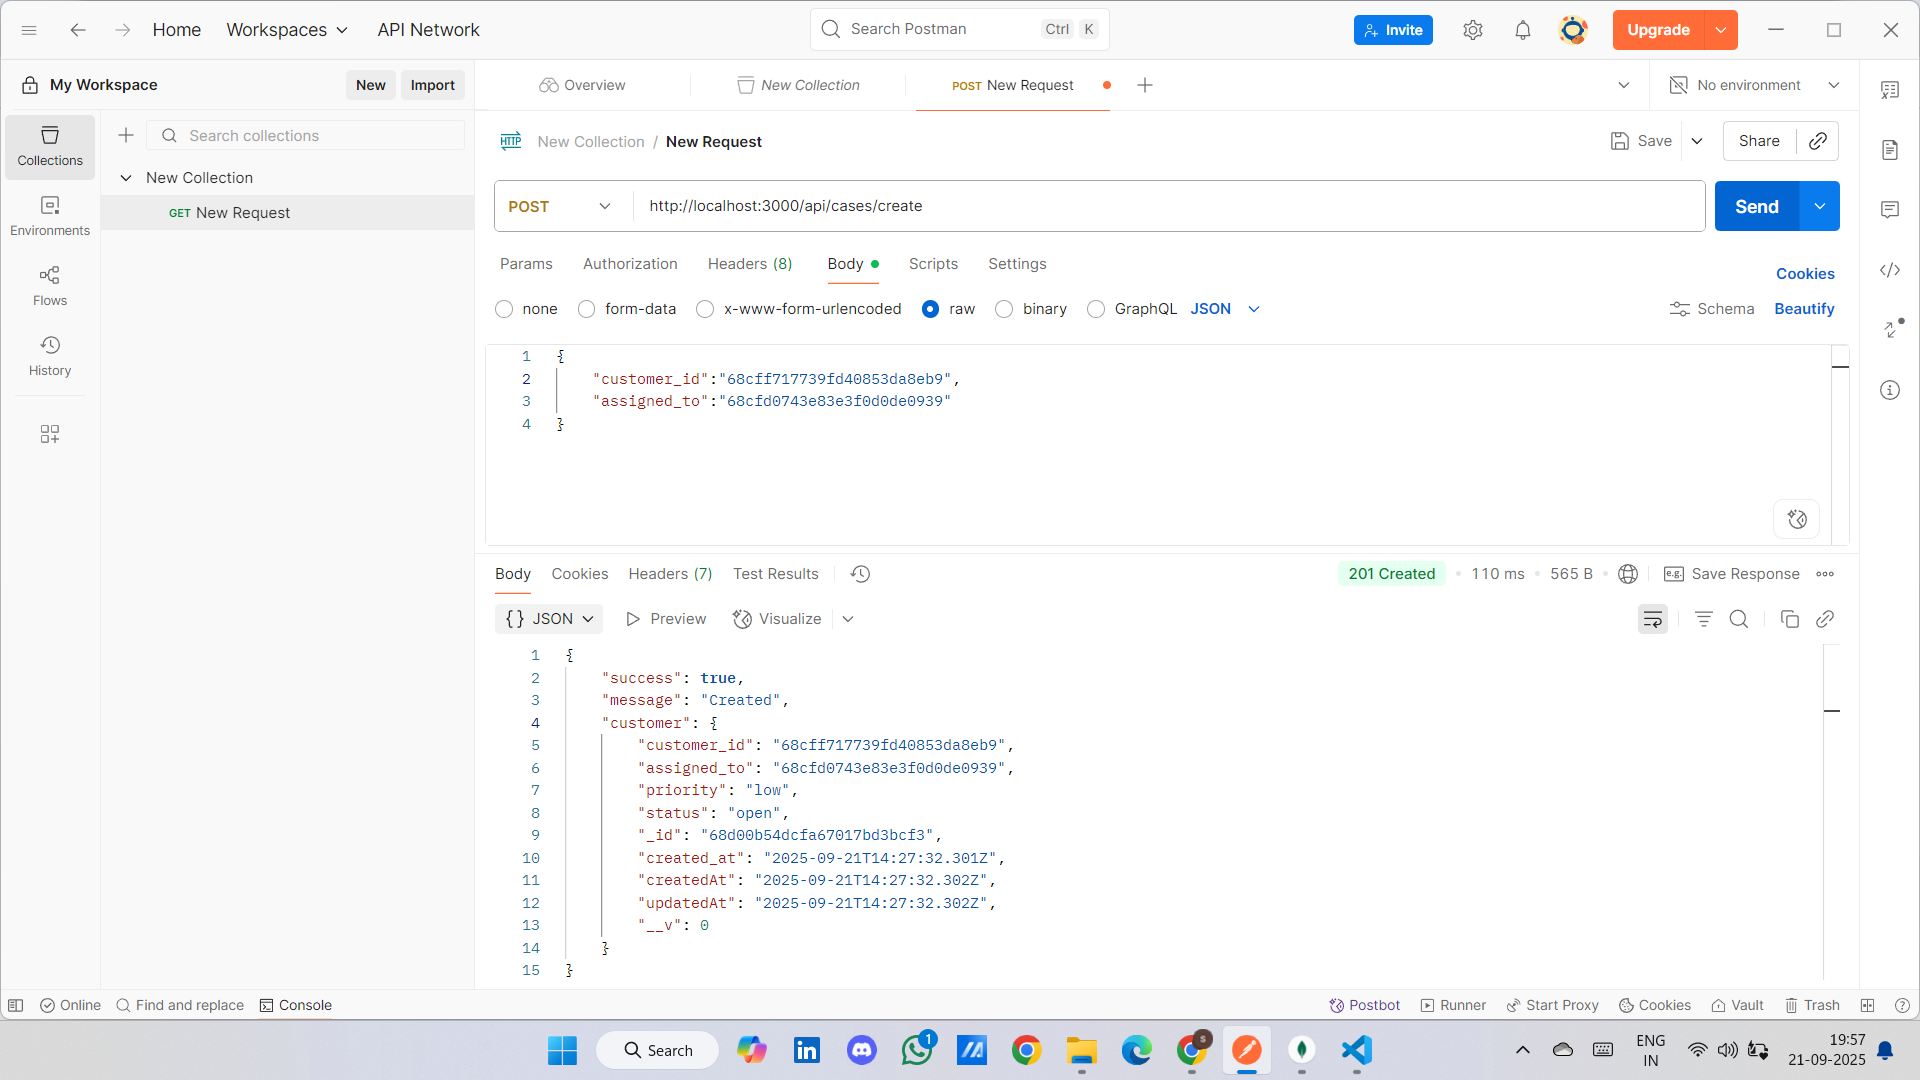 Home
Workspaces
API Network
Search Postman
Ctrl K
Invite
Upgrade
My Workspace
New
Import
Overview
New Collection
POST New Request
No environment
Collections
Search collections
New Collection
GET New Request
Environments
Flows
History
HTTP
New Collection / New Request
Save
Share
POST
http://localhost:3000/api/cases/create
Send
Params
Authorization
Headers (8)
Body
Scripts
Settings
Cookies
none
form-data
x-www-form-urlencoded
raw
binary
GraphQL
JSON
Schema
Beautify
1 {
2 "customer_id":"68cff717739fd40853da8eb9",
3 "assigned_to":"68cfd0743e83e3f0d0de0939"
4 }
Body
Cookies
Headers (7)
Test Results
201 Created
110 ms
565 B
e.g.
Save Response
{} JSON
Preview
Visualize
1 {
2 "success": true,
3 "message": "Created",
4 "customer": {
5 "customer_id": "68cff717739fd40853da8eb9",
6 "assigned_to": "68cfd0743e83e3f0d0de0939",
7 "priority": "low",
8 "status": "open",
9 "_id": "68d00b54dcfa67017bd3bcf3",
10 "created_at": "2025-09-21T14:27:32.301Z",
11 "createdAt": "2025-09-21T14:27:32.302Z",
12 "updatedAt": "2025-09-21T14:27:32.302Z",
13 "__v": 0
14 }
15 }
Online
Find and replace
Console
Postbot
Runner
Start Proxy
Cookies
Vault
Trash
Search
1
S
ENG
IN
19:57
21-09-2025